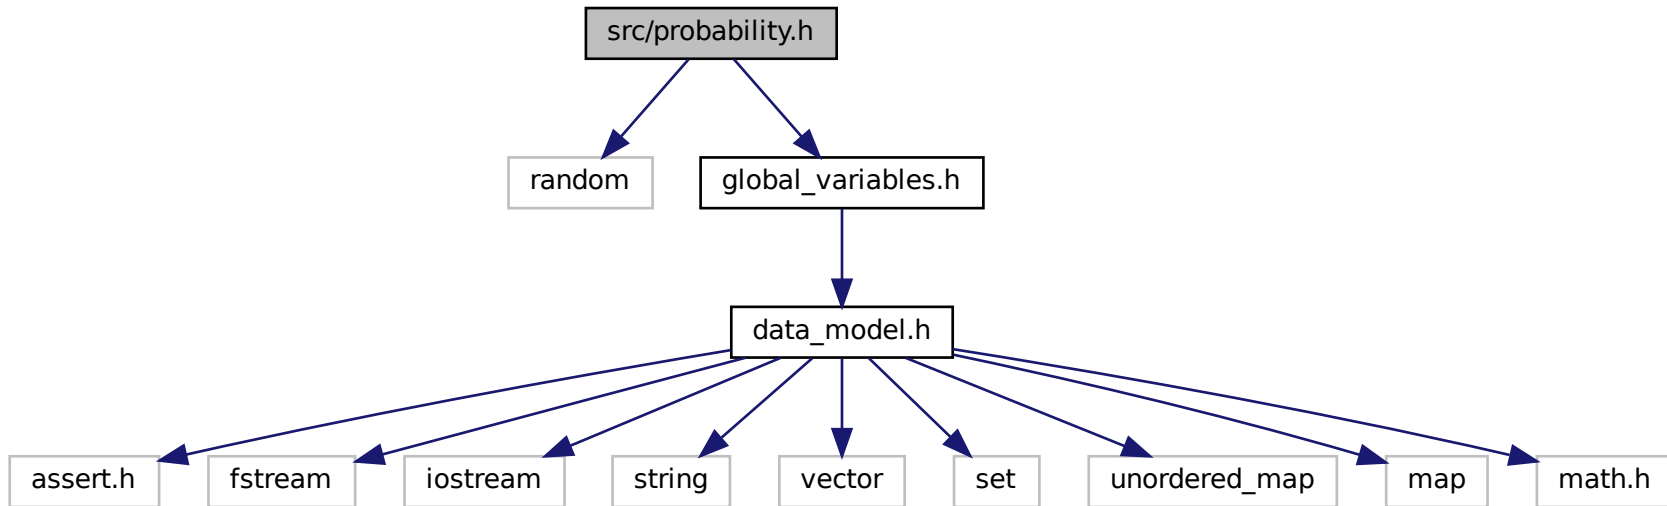 src/probability.h
random
global_variables.h
data_model.h
assert.h
fstream
iostream
string
vector
set
unordered_map
map
math.h